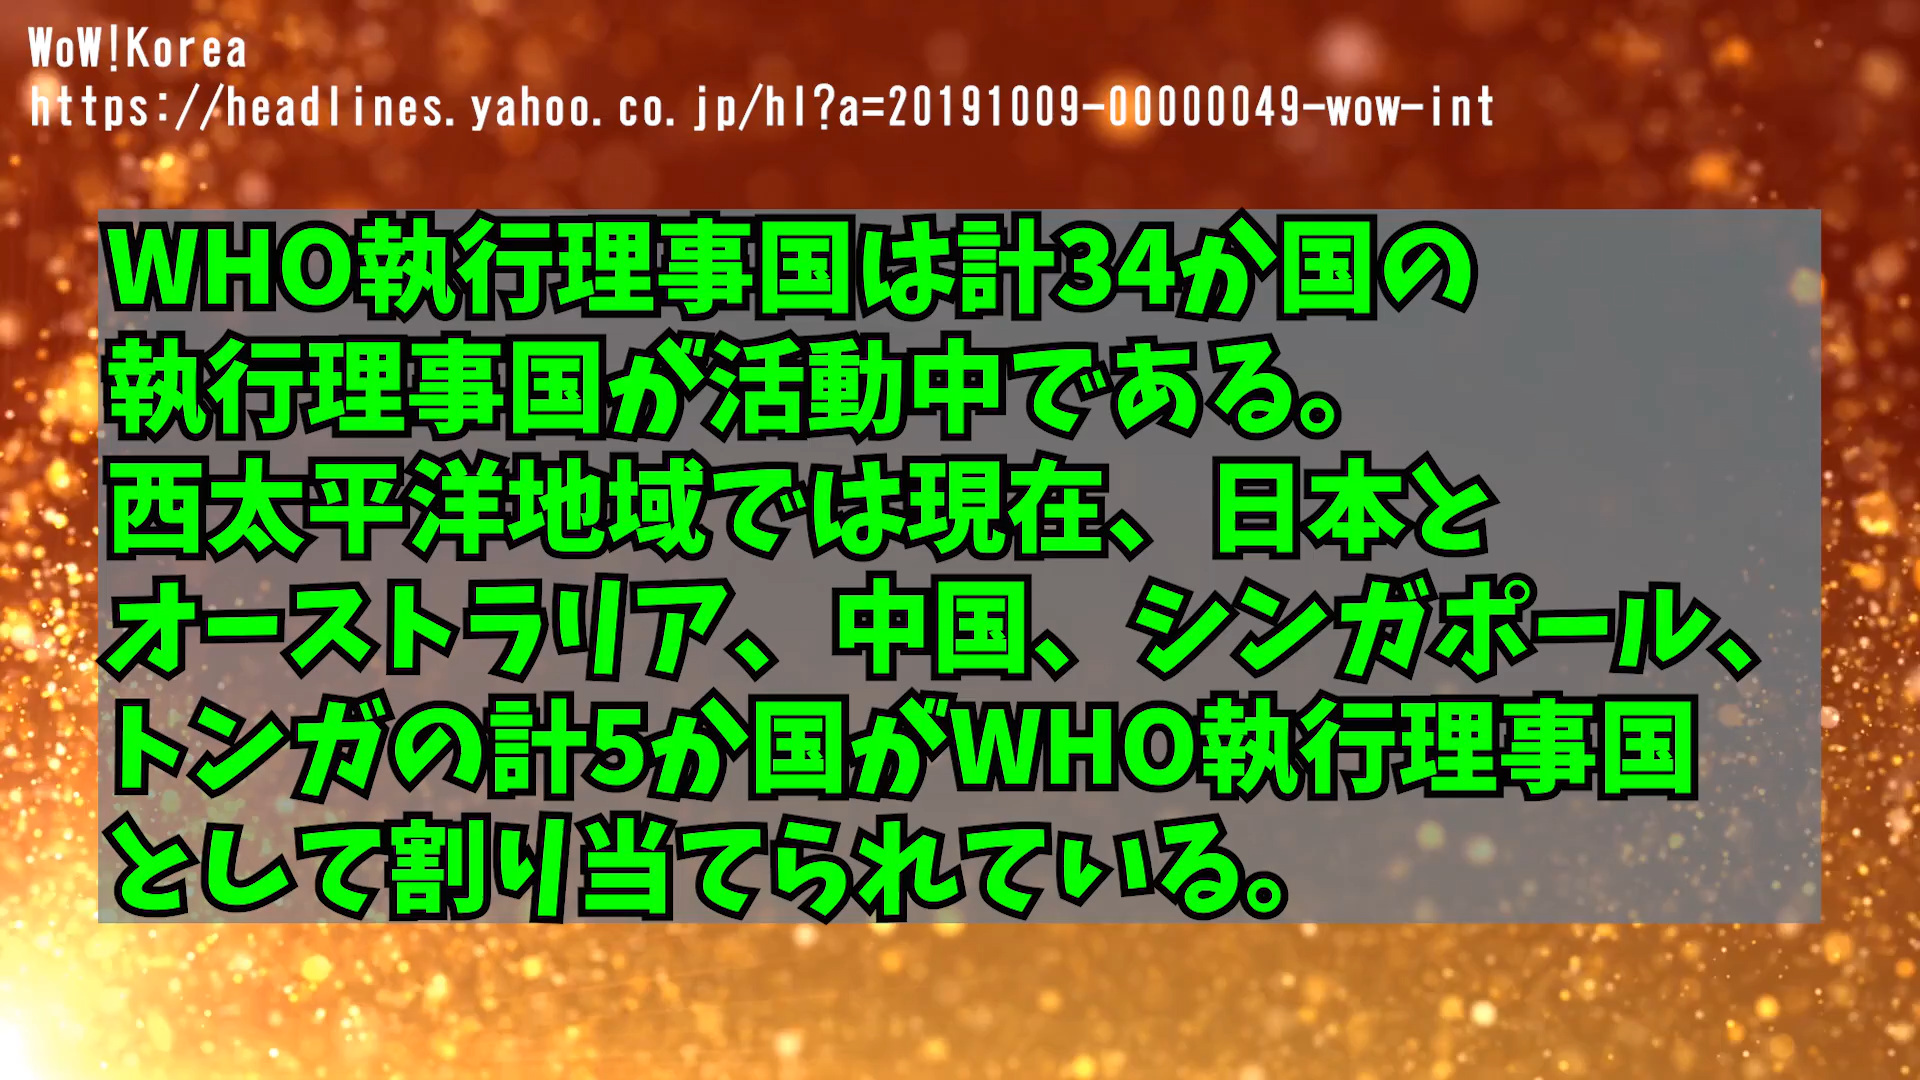 WoW!Korea
https://headlines.yahoo.co.jp/hl?a=20191009-00000049-wow-int
WHO執行理事国は計34か国の
執行理事国が活動中である。
西太平洋地域では現在、日本と
オーストラリア、中国、シンガポール、
トンガの計5か国がWHO執行理事国
として割り当てられている。